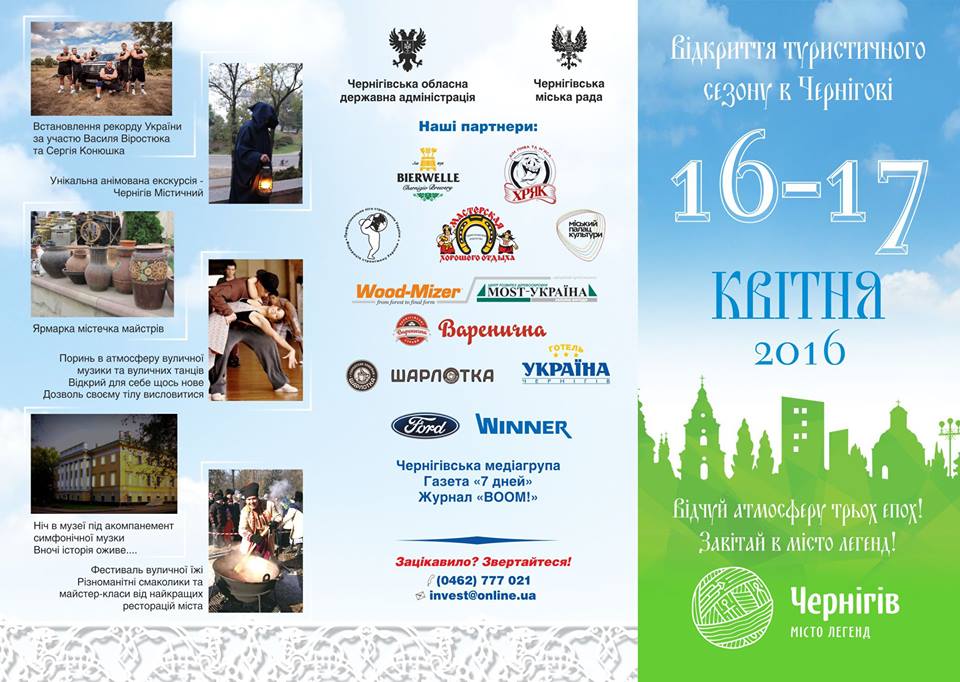 Встановлення рекорду України
за участю Василя Віростюка
та Сергія Конюшка
Унікальна анімована екскурсія -
Чернігів Містичний
Ярмарка містечка майстрів
Поринь в атмосферу вуличної
музики та вуличних танців
Відкрий для себе щось нове
Дозволь своєму тілу висловитися
Ніч в музеї під акомпанемент
симфонічної музки
Вночі історія оживе....
Фестиваль вуличної їжі
Різноманітні смаколики та
майстер-класи від найкращих
ресторацій міста
Чернігівська обласна
державна адміністрація
Чернігівська
міська рада
Наші партнери:
BIERWELLE
Chernigiv Brewery
ХРЯК
МАСТЕРСКАЯ
ХОРОШЕГО ОТДЫХА
МІСЬКИЙ
ПАЛАЦ
КУЛЬТУРИ
Wood-Mizer
from forest to final form
MOST-УКРАЇНА
Варенична
Варенична
ШАРЛОТКА
ШАРЛОТКА
ГОТЕЛЬ
УКРАЇНА
ЧЕРНІГІВ
Ford
WINNER
Чернігівська медіагрупа
Газета «7 дней»
Журнал «BOOM!»
Зацікавило? Звертайтеся!
(0462) 777 021
invest@online.ua
Відкриття туристичного
сезону в Чернігові
16-17
КВІТНЯ
2016
Відчуй атмосферу трьох епох!
Завітай в місто легенд!
Чернігів
МІСТО ЛЕГЕНД